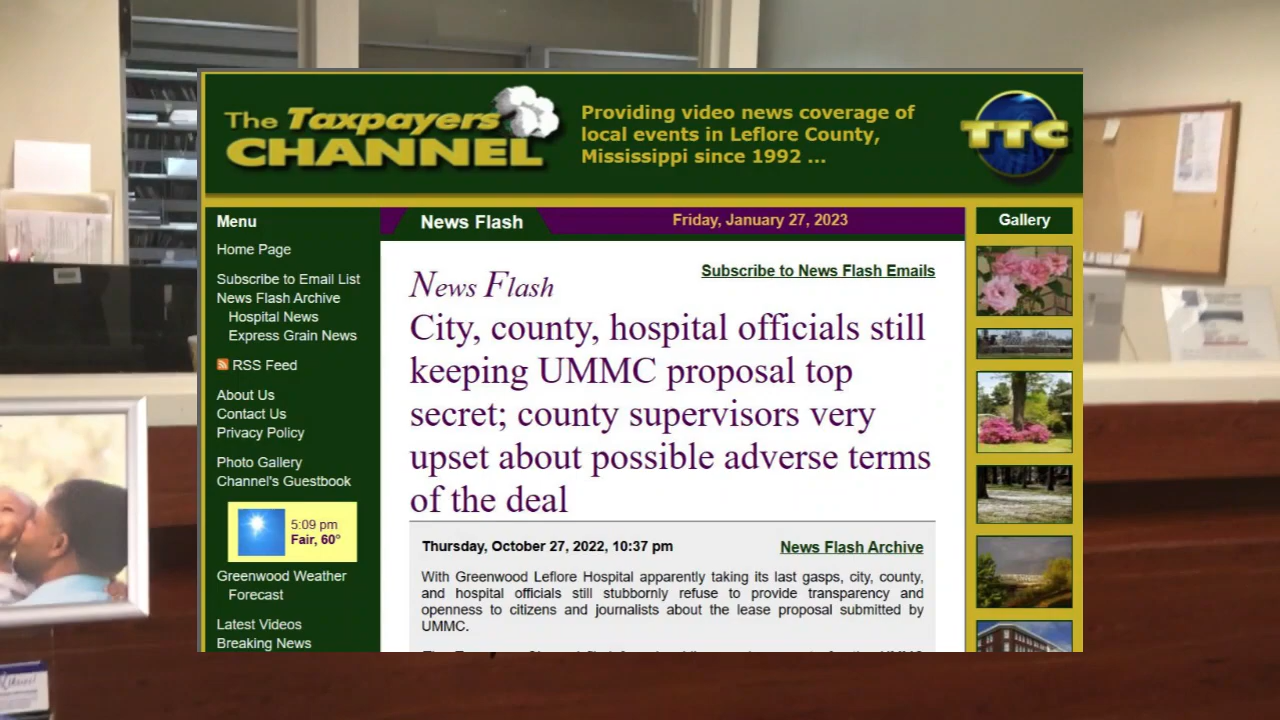 The Taxpayers
CHANNEL
Providing video news coverage of
local events in Leflore County,
Mississippi since 1992 ...
TTC
Menu
Home Page
Subscribe to Email List
News Flash Archive
Hospital News
Express Grain News
RSS Feed
About Us
Contact Us
Privacy Policy
Photo Gallery
Channel's Guestbook
5:09 pm
Fair, 60°
Greenwood Weather
Forecast
Latest Videos
Breaking News
News Flash
Friday, January 27, 2023
Subscribe to News Flash Emails
News Flash
City, county, hospital officials still
keeping UMMC proposal top
secret; county supervisors very
upset about possible adverse terms
of the deal
Thursday, October 27, 2022, 10:37 pm
News Flash Archive
With Greenwood Leflore Hospital apparently taking its last gasps, city, county,
and hospital officials still stubbornly refuse to provide transparency and
openness to citizens and journalists about the lease proposal submitted by
UMMC.
Gallery